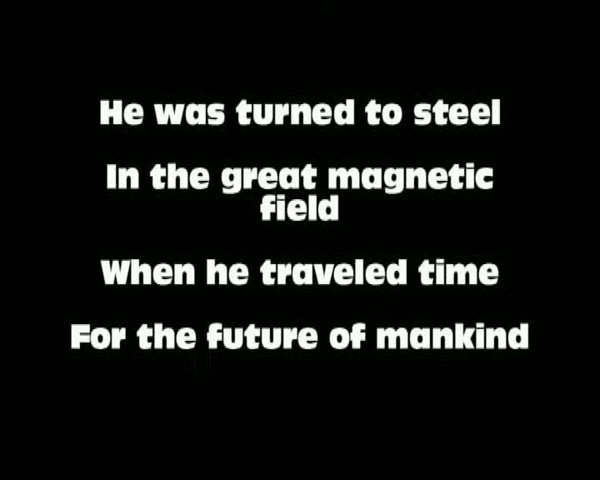 He was turned to steel
In the great magnetic
field
When he traveled time
For the future of mankind